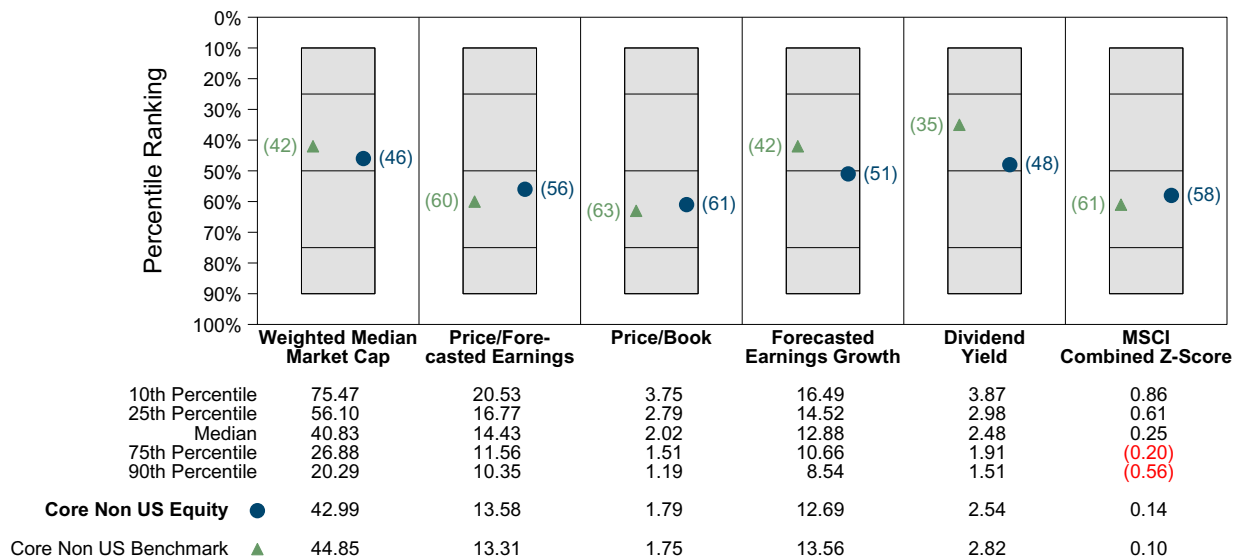 0%
10%
20%
30%
40%
50%
60%
70%
80%
90%
100%
Percentile Ranking
(42) (46)
(60) (56)
(63) (61)
(42) (51)
(35) (48)
(61) (58)
Weighted Median
Market Cap
Price/Fore-
casted Earnings
Price/Book
Forecasted
Earnings Growth
Dividend
Yield
MSCI
Combined Z-Score
10th Percentile 75.47 20.53 3.75 16.49 3.87 0.86
25th Percentile 56.10 16.77 2.79 14.52 2.98 0.61
Median 40.83 14.43 2.02 12.88 2.48 0.25
75th Percentile 26.88 11.56 1.51 10.66 1.91 (0.20)
90th Percentile 20.29 10.35 1.19 8.54 1.51 (0.56)
Core Non US Equity 42.99 13.58 1.79 12.69 2.54 0.14
Core Non US Benchmark 44.85 13.31 1.75 13.56 2.82 0.10